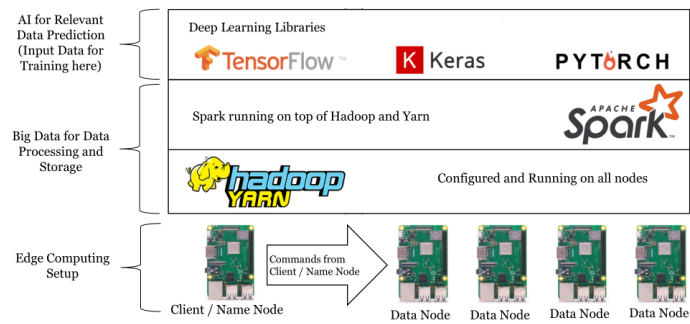 AI for Relevant
Data Prediction
(Input Data for
Training here)
Deep Learning Libraries
TensorFlow ™
K Keras
PYTORCH
Big Data for Data
Processing and
Storage
Spark running on top of Hadoop and Yarn
APACHE
Spark™
hadoop
YARN
Configured and Running on all nodes
Edge Computing
Setup
Commands from
Client / Name Node
Client / Name Node
Data Node
Data Node
Data Node
Data Node